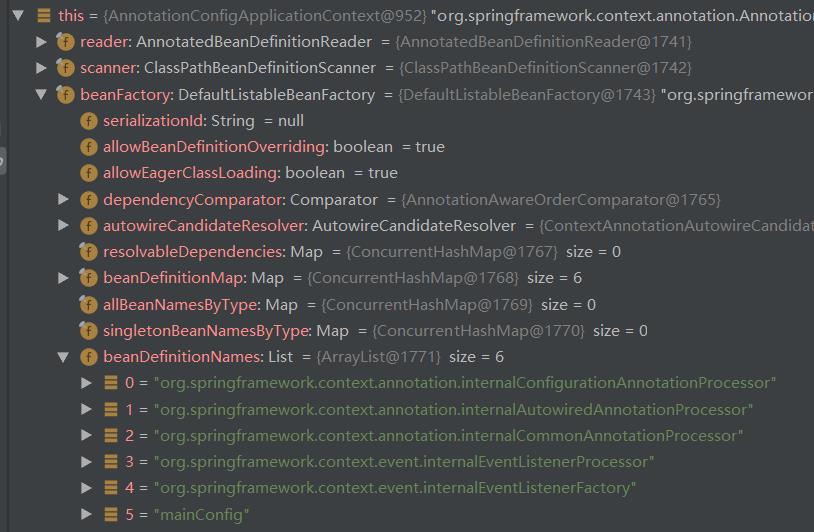 this = {AnnotationConfigApplicationContext@952} "org.springframework.context.annotation.Annotation
reader: AnnotatedBeanDefinitionReader = {AnnotatedBeanDefinitionReader@1741}
scanner: ClassPathBeanDefinitionScanner = {ClassPathBeanDefinitionScanner@1742}
beanFactory: DefaultListableBeanFactory = {DefaultListableBeanFactory@1743} "org.springframewor
serializationId: String = null
allowBeanDefinitionOverriding: boolean = true
allowEagerClassLoading: boolean = true
dependencyComparator: Comparator = {AnnotationAwareOrderComparator@1765}
autowireCandidateResolver: AutowireCandidateResolver = {ContextAnnotationAutowireCandidat
resolvableDependencies: Map = {ConcurrentHashMap@1767} size = 0
beanDefinitionMap: Map = {ConcurrentHashMap@1768} size = 6
allBeanNamesByType: Map = {ConcurrentHashMap@1769} size = 0
singletonBeanNamesByType: Map = {ConcurrentHashMap@1770} size = 0
beanDefinitionNames: List = {ArrayList@1771} size = 6
0 = "org.springframework.context.annotation.internalConfigurationAnnotationProcessor"
1 = "org.springframework.context.annotation.internalAutowiredAnnotationProcessor"
2 = "org.springframework.context.annotation.internalCommonAnnotationProcessor"
3 = "org.springframework.context.event.internalEventListenerProcessor"
4 = "org.springframework.context.event.internalEventListenerFactory"
5 = "mainConfig"